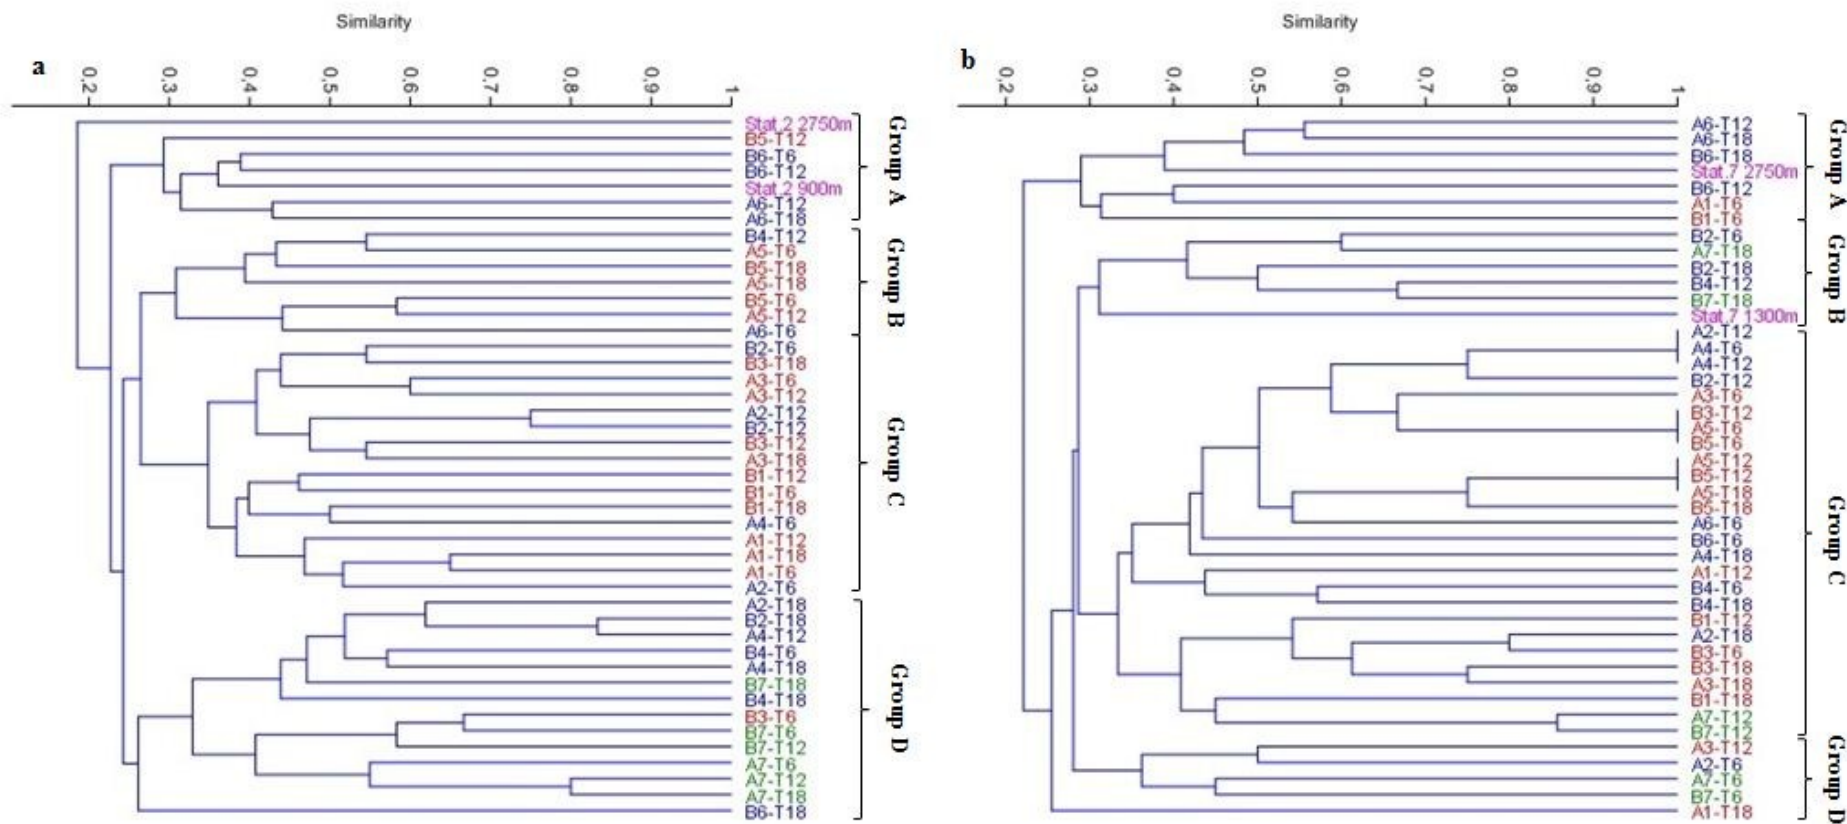 Similarity
a
0,2 0,3 0,4 0,5 0,6 0,7 0,8 0,9 1
Stat.2 2750m
B5-T12
B6-T6
B6-T12
Stat.2 900m
A6-T12
A6-T18
Group A
B4-T12
A5-T6
B5-T18
A5-T18
B5-T6
A5-T12
A6-T6
Group B
B2-T6
B3-T18
A3-T6
A3-T12
A2-T12
B2-T12
B3-T12
A3-T18
B1-T12
B1-T6
B1-T18
A4-T6
A1-T12
A1-T18
A1-T6
A2-T6
Group C
A2-T18
B2-T18
A4-T12
B4-T6
A4-T18
B7-T18
B4-T18
B3-T6
B7-T6
B7-T12
A7-T6
A7-T12
A7-T18
B6-T18
Group D
Similarity
b
0,2 0,3 0,4 0,5 0,6 0,7 0,8 0,9 1
A6-T12
A6-T18
B6-T18
Stat.7 2750m
B6-T12
A1-T6
B1-T6
Group A
B2-T6
A7-T18
B2-T18
B4-T12
B7-T18
Stat.7 1300m
Group B
A2-T12
A4-T6
A4-T12
B2-T12
A3-T6
B3-T12
A5-T6
B5-T6
A5-T12
B5-T12
A5-T18
B5-T18
A6-T6
B6-T6
A4-T18
A1-T12
B4-T6
B4-T18
B1-T12
A2-T18
B3-T6
B3-T18
A3-T18
B1-T18
A7-T12
B7-T12
Group C
A3-T12
A2-T6
A7-T6
B7-T6
A1-T18
Group D